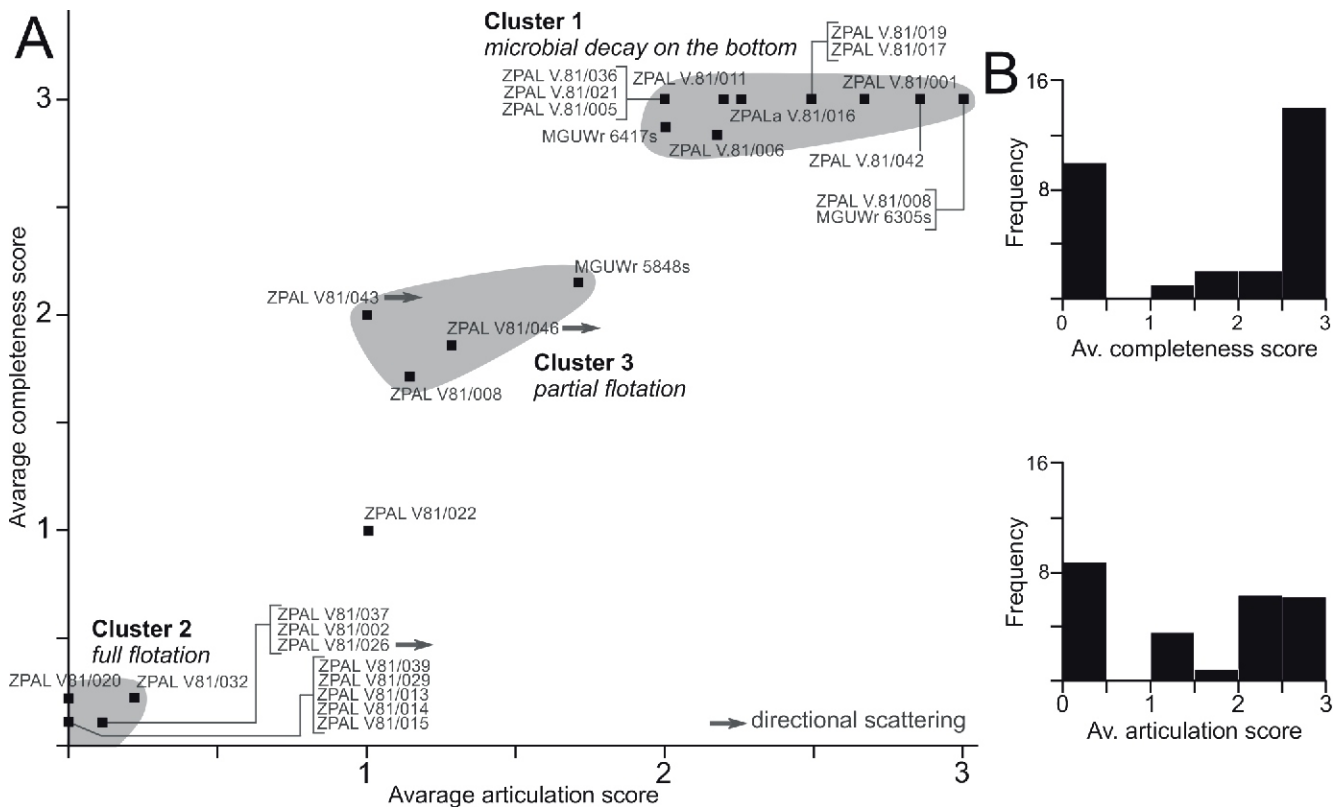 A
Cluster 1
microbial decay on the bottom
ZPAL V.81/019
ZPAL V.81/017
ZPAL V.81/036
ZPAL V.81/021
ZPAL V.81/005
ZPAL V.81/011
ZPAL V.81/001
ZPALa V.81/016
MGUWr 6417s
ZPAL V.81/006
ZPAL V.81/042
ZPAL V.81/008
MGUWr 6305s
MGUWr 5848s
ZPAL V81/043
ZPAL V81/046
Cluster 3
partial flotation
ZPAL V81/008
ZPAL V81/022
Cluster 2
full flotation
ZPAL V81/037
ZPAL V81/002
ZPAL V81/026
ZPAL V81/020
ZPAL V81/032
ZPAL V81/039
ZPAL V81/029
ZPAL V81/013
ZPAL V81/014
ZPAL V81/015
directional scattering
3
2
1
Avarage completeness score
1 2 3
Avarage articulation score
B
16
8
Frequency
0 1 2 3
Av. completeness score
16
8
Frequency
0 1 2 3
Av. articulation score